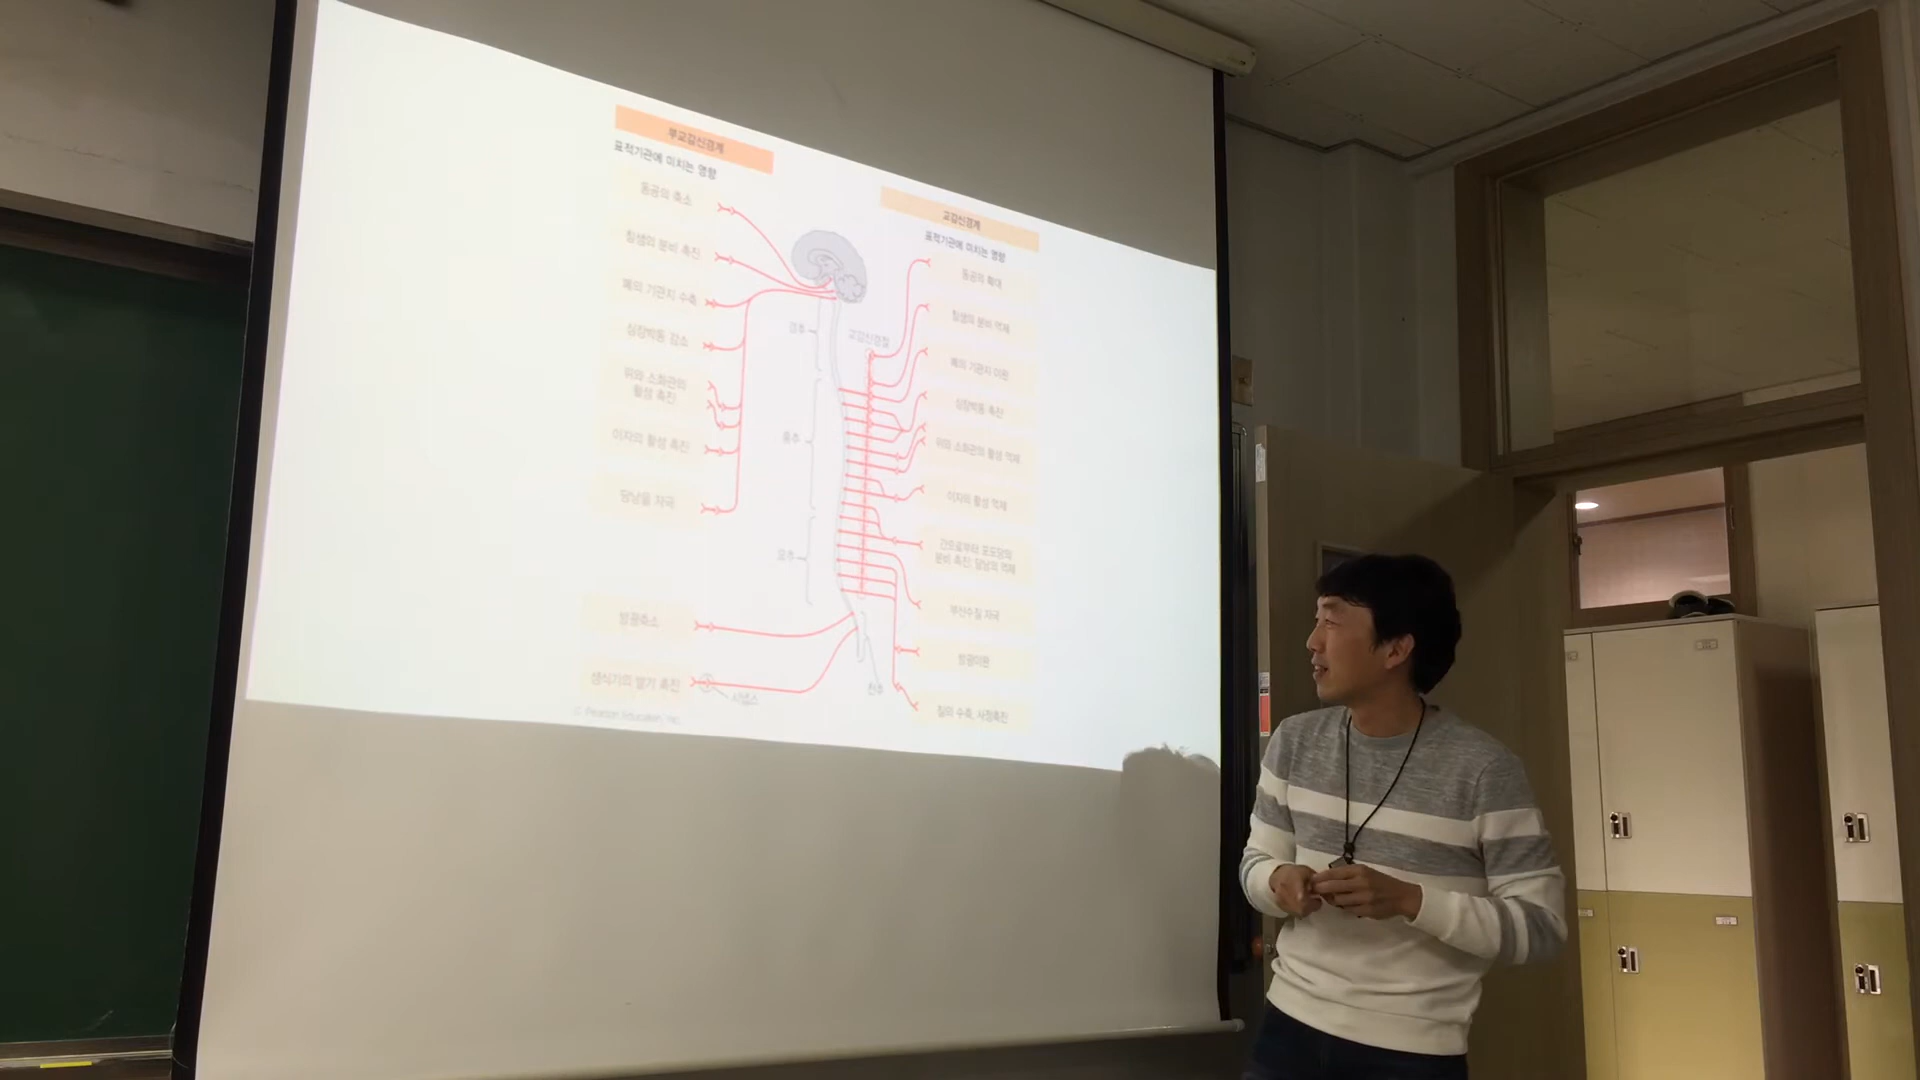 부교감신경계
표적기관에 미치는 영향
동공의 축소
침샘의 분비 촉진
폐의 기관지 수축
심장박동 감소
위와 소화관의
활성 촉진
이자의 활성 촉진
담낭을 자극
방광축소
생식기의 발기 촉진
© Pearson Education, Inc.
경추
흉추
요추
천추
시냅스
교감신경절
교감신경계
표적기관에 미치는 영향
동공의 확대
침샘의 분비 억제
폐의 기관지 이완
심장박동 촉진
위와 소화관의 활성 억제
이자의 활성 억제
간으로부터 포도당의
분비 촉진; 담낭의 억제
부신수질 자극
방광이완
질의 수축, 사정촉진